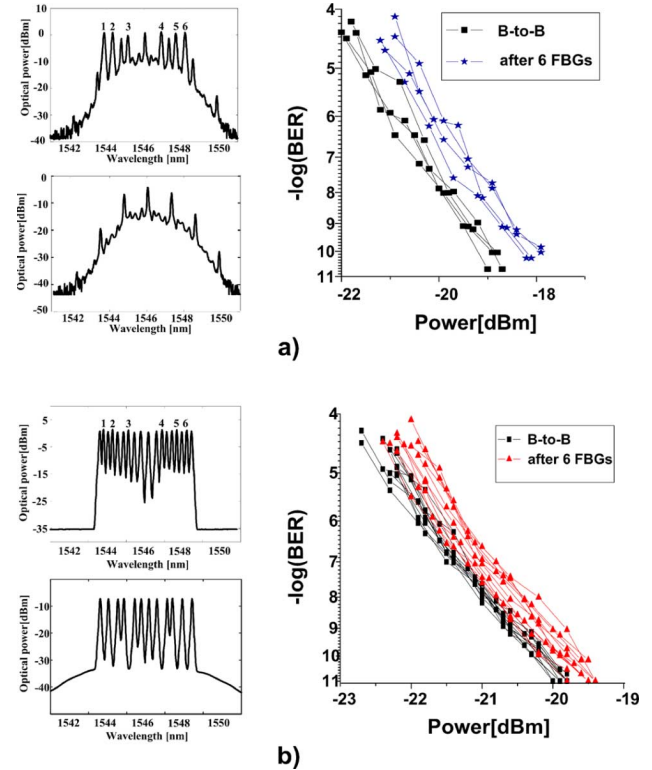 10
1 2 3 4 5 6
0
-10
-20
-30
-40
Optical power[dBm]
1542 1544 1546 1548 1550
Wavelength [nm]
0
-10
-20
-30
-40
-50
Optical power[dBm]
1542 1544 1546 1548 1550
Wavelength [nm]
4
5
6
7
8
9
10
11
-log(BER)
B-to-B
after 6 FBGs
-22 -20 -18
Power[dBm]
a)
5
1 2 3 4 5 6
-5
-15
-25
-35
Optical power[dBm]
1542 1544 1546 1548 1550
Wavelength [nm]
-10
-20
-30
-40
Optical power[dBm]
1542 1544 1546 1548 1550
Wavelength [nm]
4
5
6
7
8
9
10
11
-log(BER)
B-to-B
after 6 FBGs
-23 -22 -21 -20 -19
Power[dBm]
b)